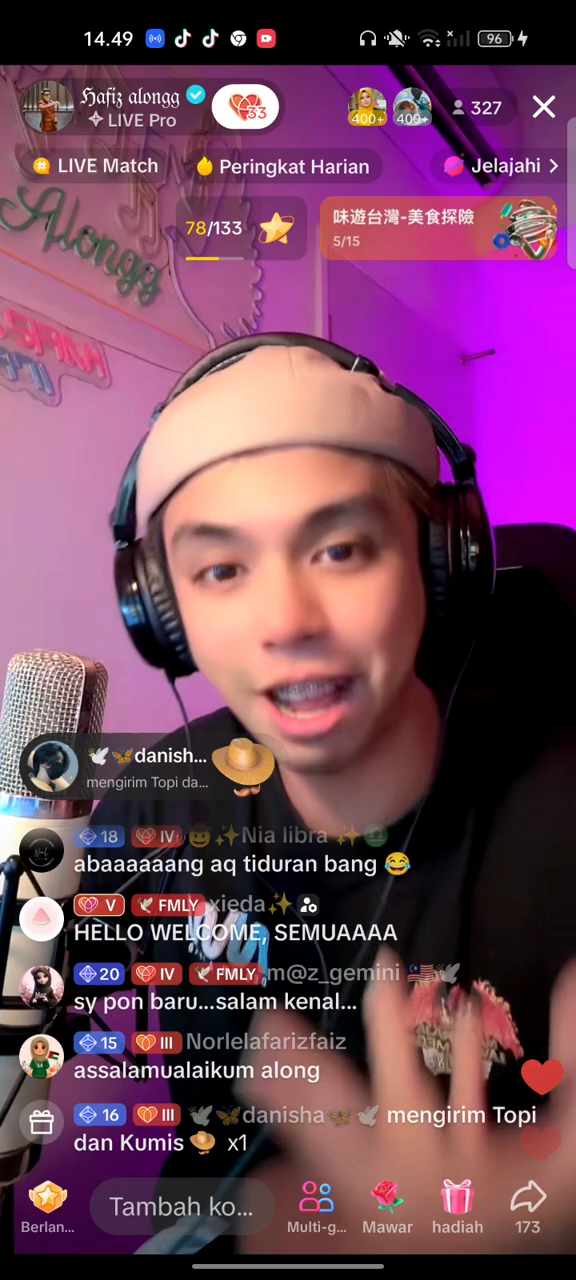 14.49
96
Hafiz alongg
LIVE Pro
33
400+
400+
327
LIVE Match
Peringkat Harian
Jelajahi
78/133
味遊台灣-美食探險
5/15
Alongg
danish...
mengirim Topi da...
18 IV Nia libra
abaaaaaang aq tiduran bang 😂
V FMLY xieda✨
HELLO WELCOME, SEMUAAAA
20 IV FMLY m@z_gemini 🇲🇾🕊
sy pon baru...salam kenal...
15 III Norlelafarizfaiz
assalamualaikum along
16 III 🕊🦋danisha🦋🕊 mengirim Topi
dan Kumis x1
Berlan...
Tambah ko...
Multi-g...
Mawar
hadiah
173